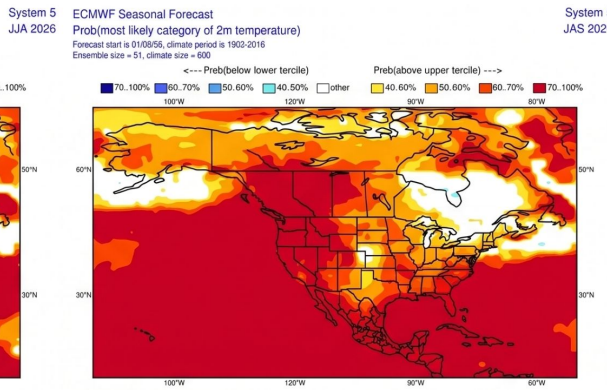 System 5
JJA 2026
ECMWF Seasonal Forecast
Prob(most likely category of 2m temperature)
Forecast start is 01/08/56, climate period is 1902-2016
Ensemble size = 51, climate size = 600
System
JAS 202
<--- Preb(below lower tercile)
Preb(above upper tercile) --->
..100%
70..100%
60..70%
50..60%
40.50%
other
40.60%
50..60%
60..70%
70..100%
100°W
120°W
90°W
80°W
50°N
60°N
50°N
30°N
30°N
30°N
100°W
120°W
90°W
60°W